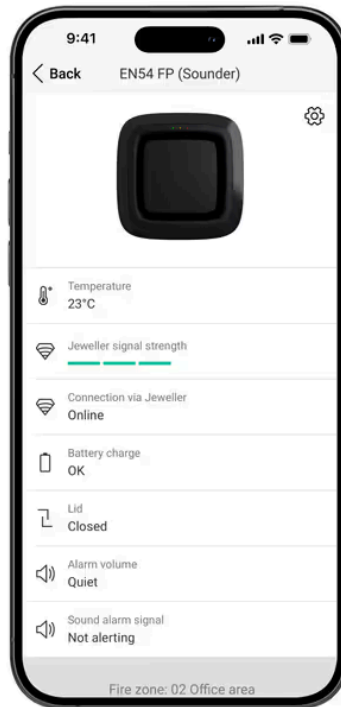 9:41
Back
EN54 FP (Sounder)
Temperature
23°C
Jeweller signal strength
Connection via Jeweller
Online
Battery charge
OK
Lid
Closed
Alarm volume
Quiet
Sound alarm signal
Not alerting
Fire zone: 02 Office area